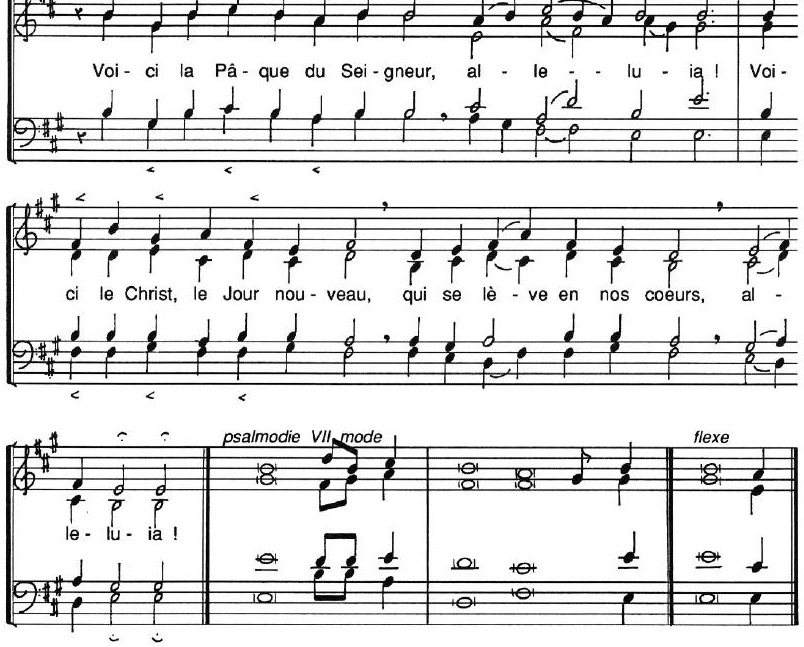 Voi - ci la Pâ - que du Sei - gneur, al - le - - lu - ia ! Voi-
ci le Christ, le Jour nou - veau, qui se lè - ve en nos coeurs, al -
psalmodie VII mode flexe
le - lu - ia !